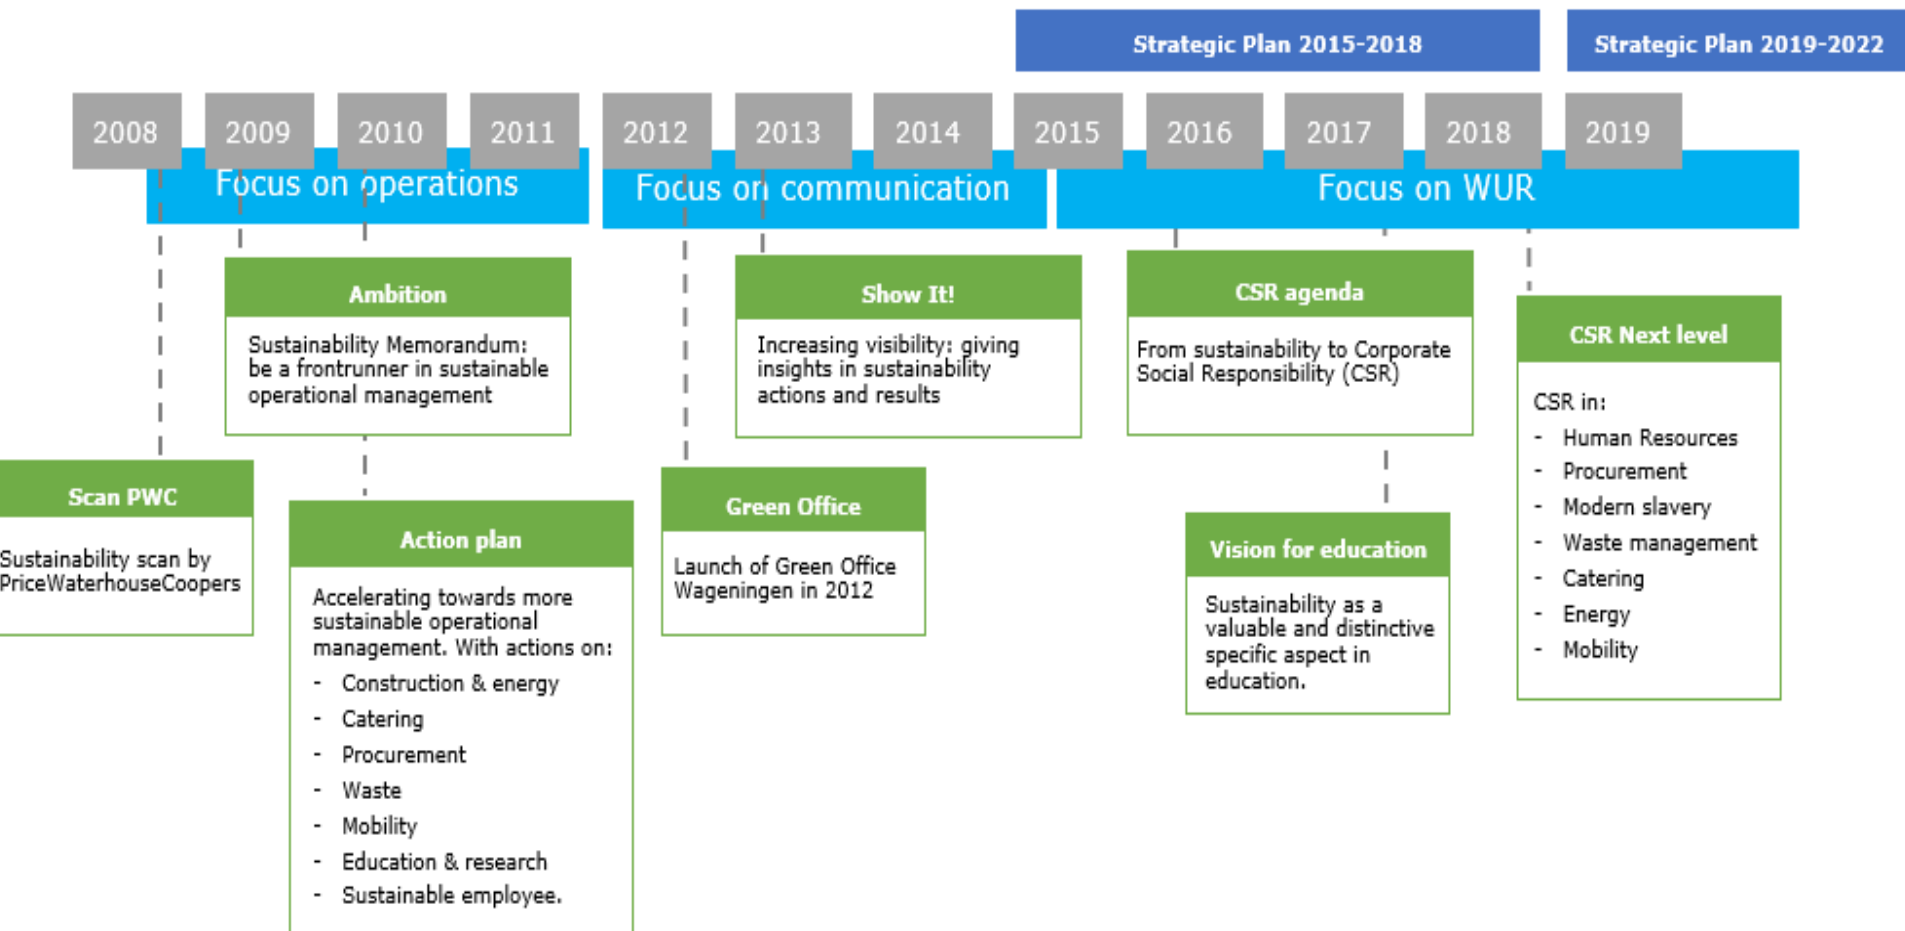 Strategic Plan 2015-2018
Strategic Plan 2019-2022
2008
2009
2010
2011
2012
2013
2014
2015
2016
2017
2018
2019
Focus on operations
Focus on communication
Focus on WUR
Scan PWC
Sustainability scan by
PriceWaterhouseCoopers
Ambition
Sustainability Memorandum:
be a frontrunner in sustainable
operational management
Action plan
Accelerating towards more
sustainable operational
management. With actions on:
- Construction & energy
- Catering
- Procurement
- Waste
- Mobility
- Education & research
- Sustainable employee.
Green Office
Launch of Green Office
Wageningen in 2012
Show It!
Increasing visibility: giving
insights in sustainability
actions and results
CSR agenda
From sustainability to Corporate
Social Responsibility (CSR)
Vision for education
Sustainability as a
valuable and distinctive
specific aspect in
education.
CSR Next level
CSR in:
- Human Resources
- Procurement
- Modern slavery
- Waste management
- Catering
- Energy
- Mobility